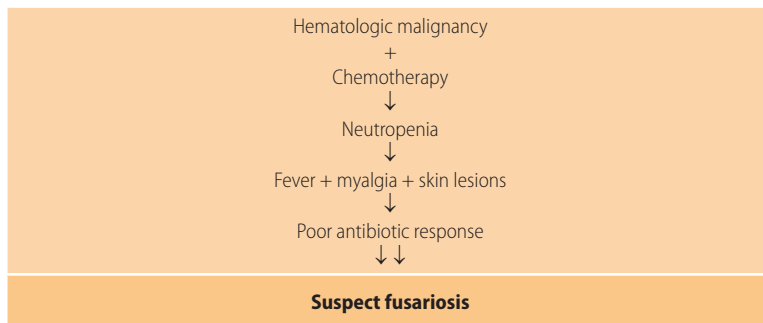 Hematologic malignancy
+
Chemotherapy
↓
Neutropenia
↓
Fever + myalgia + skin lesions
↓
Poor antibiotic response
↓↓
Suspect fusariosis